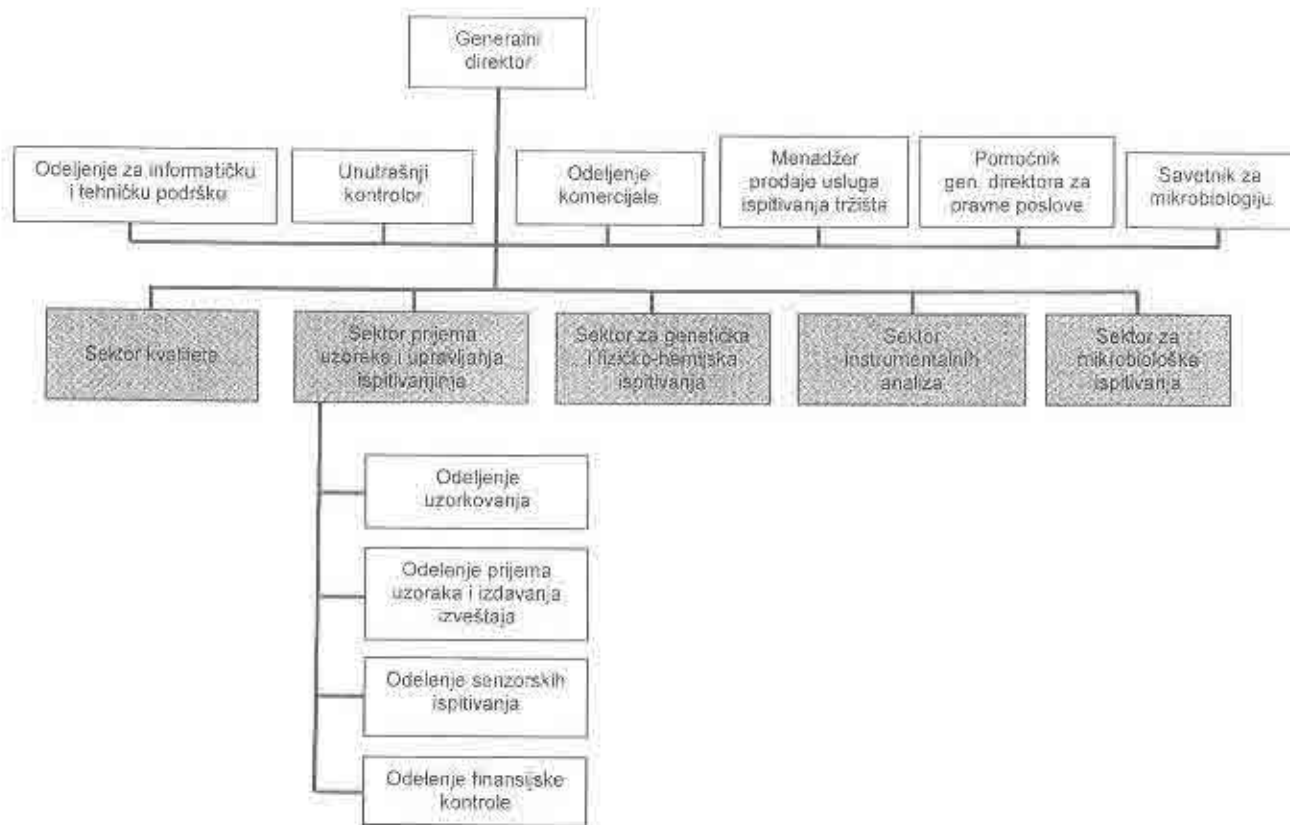 Generalni
direktor
Odeljenje za informatičku
i tehničku podršku
Unutrašnji
kontrolor
Odeljenje
komercijale
Menadžer
prodaje usluga
ispitivanja tržišta
Pomoćnik
gen. direktora za
pravne poslove
Savetnik za
mikrobiologiju
Sektor kvaliteta
Sektor prijema
uzoraka i upravljanja
ispitivanjinja
Sektor za genetička
i fizičko-hemijska
ispitivanja
Sektor
instrumentalnih
analiza
Sektor za
mikrobiološka
ispitivanja
Odeljenje
uzorkovanja
Odelenje prijema
uzoraka i izdavanja
izveštaja
Odelenje senzorskih
ispitivanja
Odelenje finansijske
kontrole